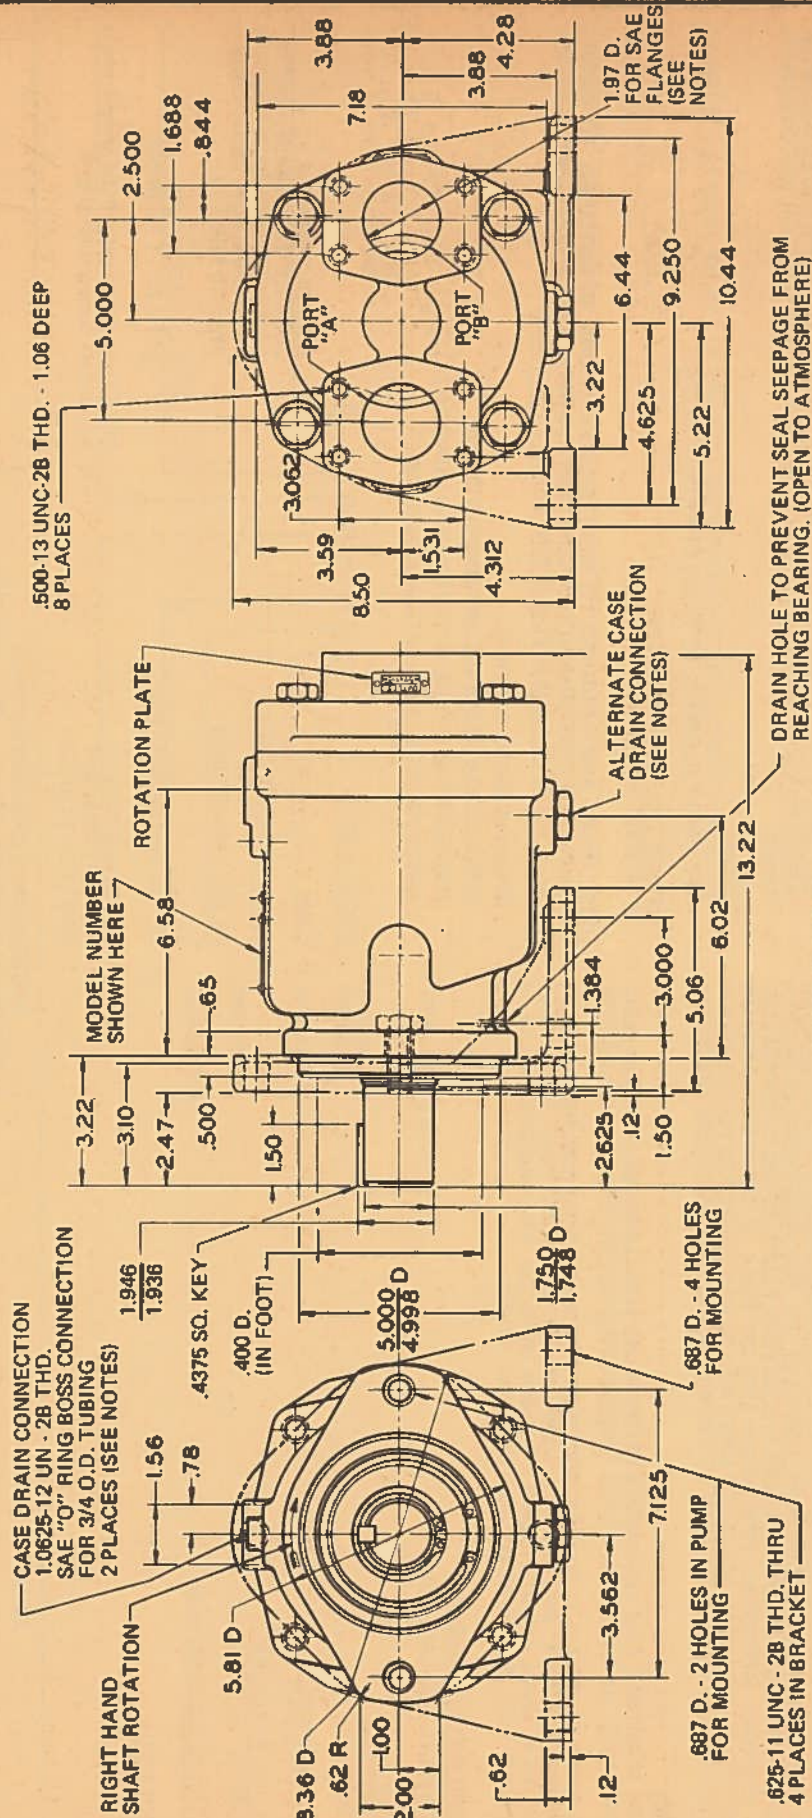 CASE DRAIN CONNECTION
1.0625-12 UN - 2B THD.
SAE "O" RING BOSS CONNECTION
FOR 3/4 O.D. TUBING
2 PLACES (SEE NOTES)
RIGHT HAND
SHAFT ROTATION
1.56
.78
5.81 D
8.36 D
.62 R
1.00
2.00
.62
.12
3.562
7.125
.687 D. - 2 HOLES IN PUMP
FOR MOUNTING
.625-11 UNC - 2B THD. THRU
4 PLACES IN BRACKET
.687 D. - 4 HOLES
FOR MOUNTING
MODEL NUMBER
SHOWN HERE
ROTATION PLATE
3.22
3.10
2.47
.500
.65
6.58
1.50
1.946
1.936
.4375 SQ. KEY
.400 D.
(IN FOOT)
5.000
4.998 D
1.750
1.748 D
2.625
.12
1.50
1.384
3.000
5.06
6.02
13.22
ALTERNATE CASE
DRAIN CONNECTION
(SEE NOTES)
DRAIN HOLE TO PREVENT SEAL SEEPAGE FROM
REACHING BEARING. (OPEN TO ATMOSPHERE)
.500-13 UNC-2B THD. - 1.06 DEEP
8 PLACES
5.000
2.500
1.688
.844
3.88
7.18
3.88
4.28
1.97 D.
FOR SAE
FLANGES
(SEE
NOTES)
PORT
"A"
PORT
"B"
3.062
3.59
1.531
8.50
4.312
3.22
6.44
4.625
9.250
5.22
10.44